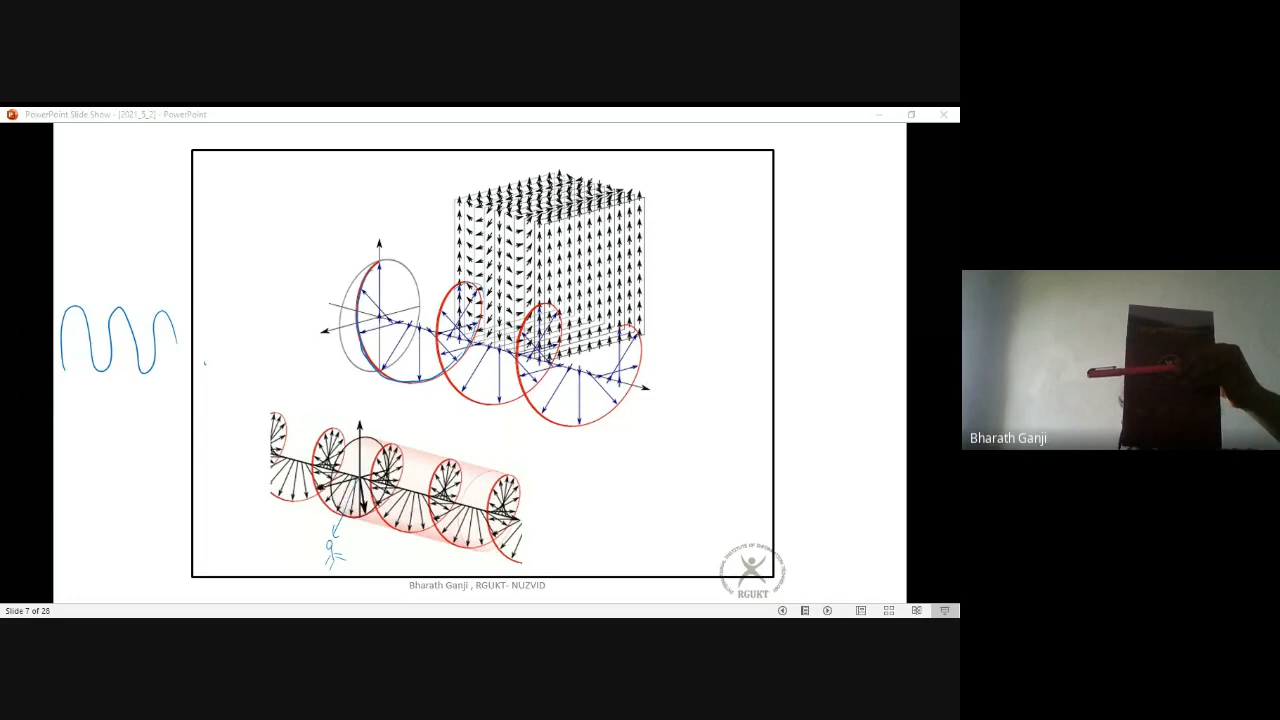 PowerPoint Slide Show - [2021_5_2] - PowerPoint
Bharath Ganji
Bharath Ganji , RGUKT- NUZVID
RGUKT
Slide 7 of 28